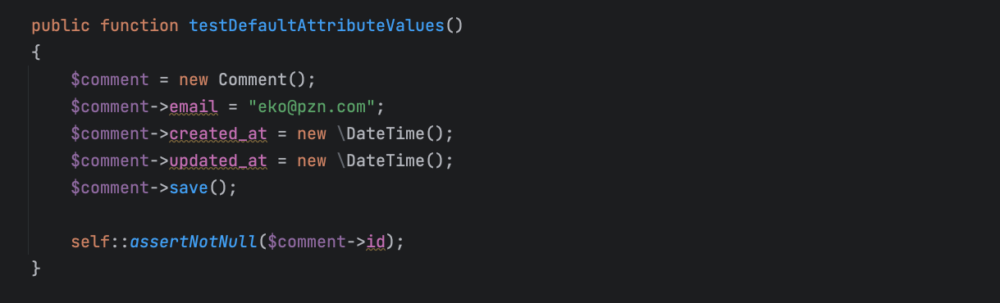 public function testDefaultAttributeValues()
{
    $comment = new Comment();
    $comment->email = "eko@pzn.com";
    $comment->created_at = new \DateTime();
    $comment->updated_at = new \DateTime();
    $comment->save();

    self::assertNotNull($comment->id);
}